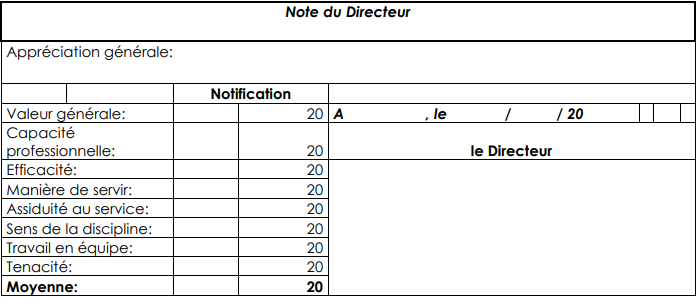 Note du Directeur
Appréciation générale:
Notification
Valeur générale: 20 A , le / / 20
Capacité
professionnelle: 20 le Directeur
Efficacité: 20
Manière de servir: 20
Assiduité au service: 20
Sens de la discipline: 20
Travail en équipe: 20
Tenacité: 20
Moyenne: 20